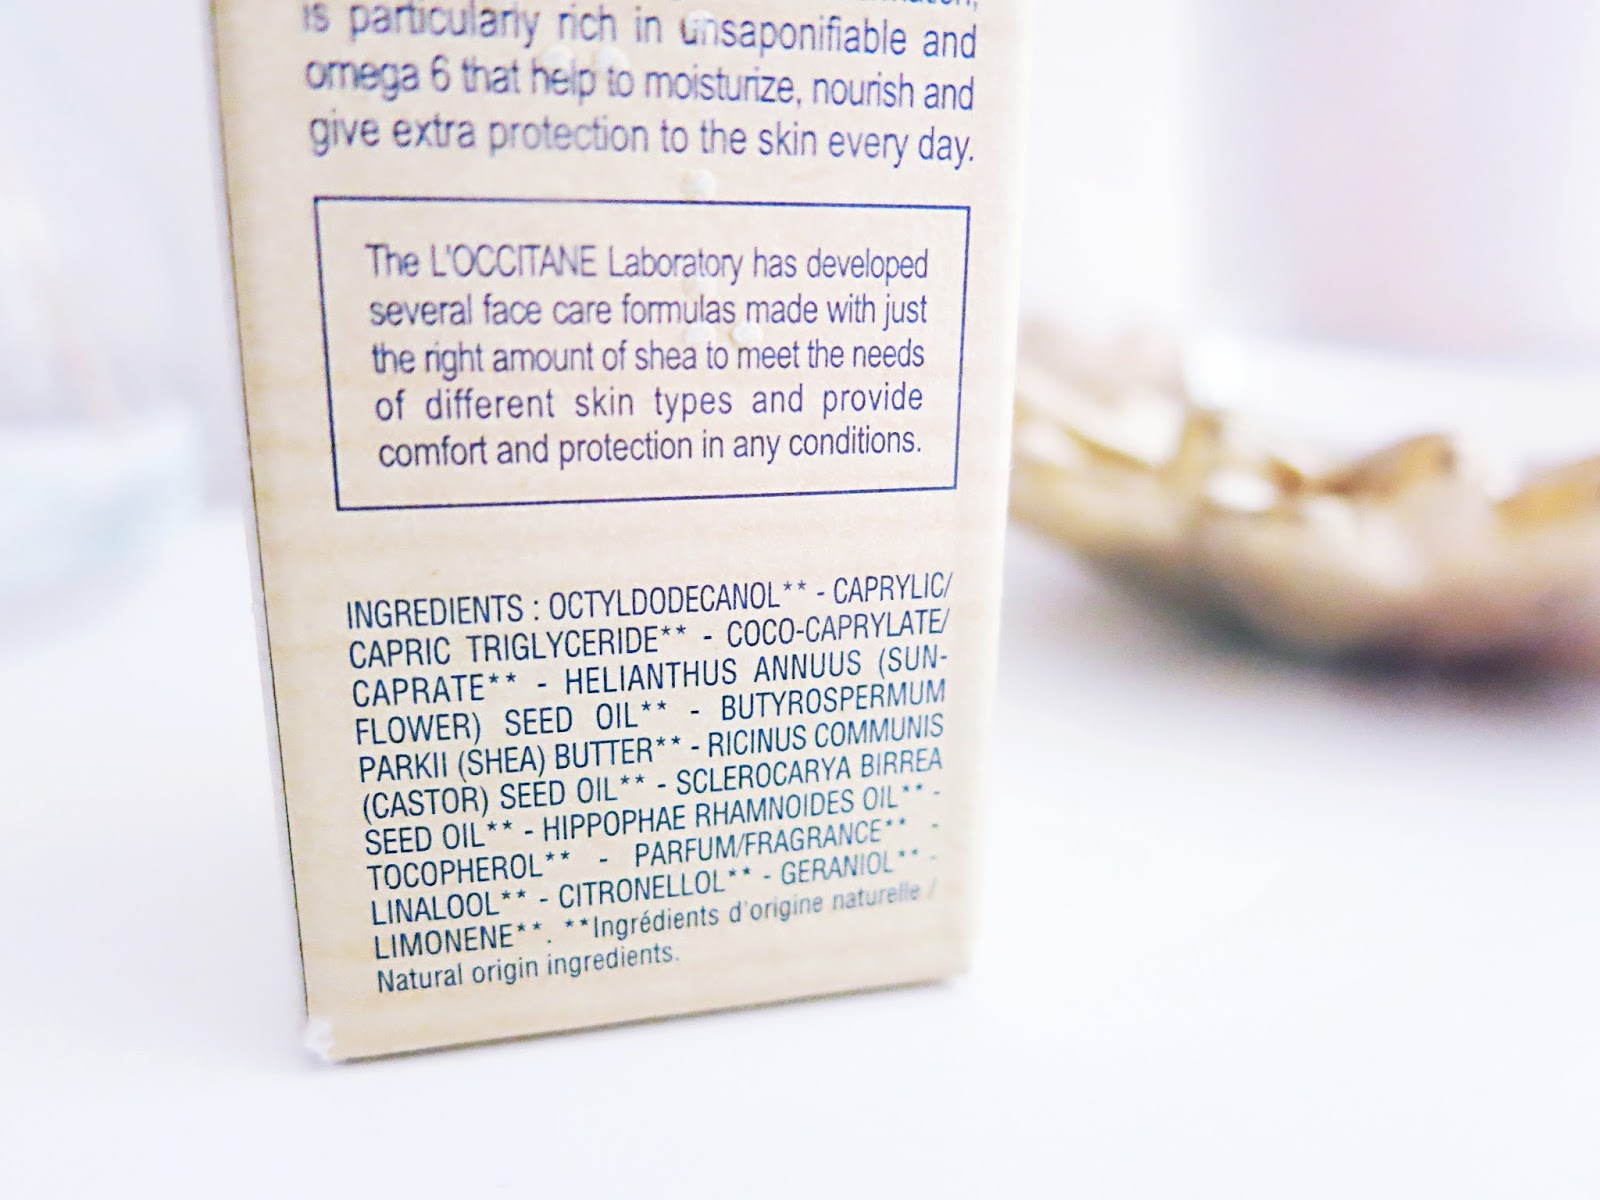 is particularly rich in unsaponifiable and
omega 6 that help to moisturize, nourish and
give extra protection to the skin every day.
The L'OCCITANE Laboratory has developed
several face care formulas made with just
the right amount of shea to meet the needs
of different skin types and provide
comfort and protection in any conditions.
INGREDIENTS : OCTYLDODECANOL** - CAPRYLIC/
CAPRIC TRIGLYCERIDE** - COCO-CAPRYLATE/
CAPRATE** - HELIANTHUS ANNUUS (SUN-
FLOWER) SEED OIL** - BUTYROSPERMUM
PARKII (SHEA) BUTTER** - RICINUS COMMUNIS
(CASTOR) SEED OIL** - SCLEROCARYA BIRREA
SEED OIL** - HIPPOPHAE RHAMNOIDES OIL** -
TOCOPHEROL** - PARFUM/FRAGRANCE** -
LINALOOL** - CITRONELLOL** - GERANIOL** -
LIMONENE**. **Ingrédients d'origine naturelle /
Natural origin ingredients.